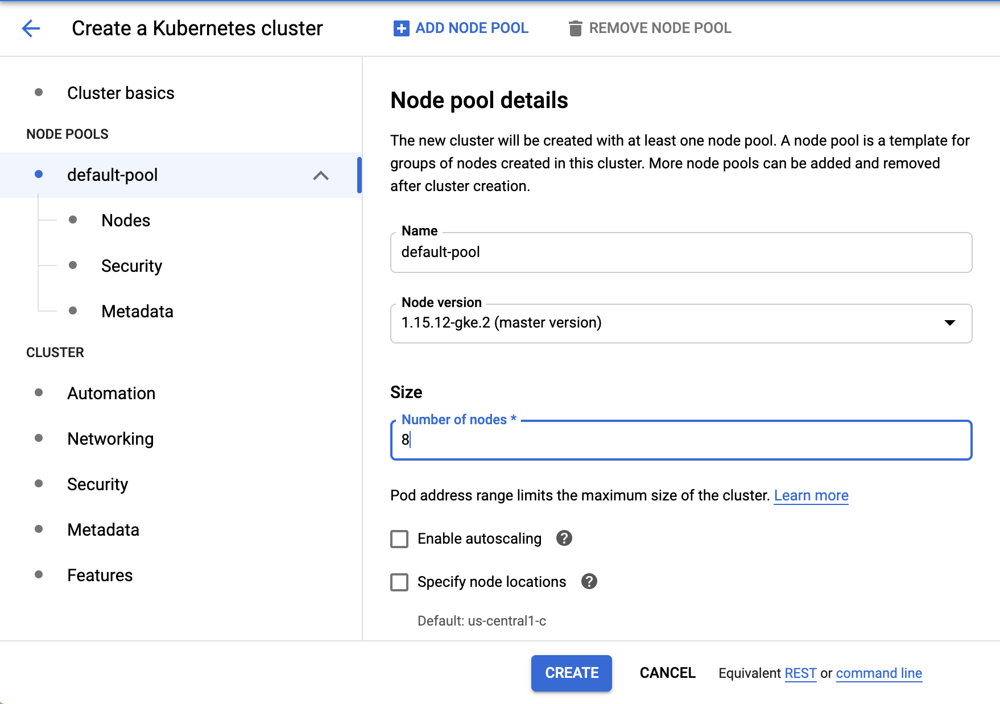 Create a Kubernetes cluster
ADD NODE POOL
REMOVE NODE POOL
Cluster basics
NODE POOLS
default-pool
Nodes
Security
Metadata
CLUSTER
Automation
Networking
Security
Metadata
Features
Node pool details
The new cluster will be created with at least one node pool. A node pool is a template for
groups of nodes created in this cluster. More node pools can be added and removed
after cluster creation.
Name
default-pool
Node version
1.15.12-gke.2 (master version)
Size
Number of nodes *
8
Pod address range limits the maximum size of the cluster. Learn more
Enable autoscaling ?
Specify node locations ?
Default: us-central1-c
CREATE
CANCEL
Equivalent REST or command line